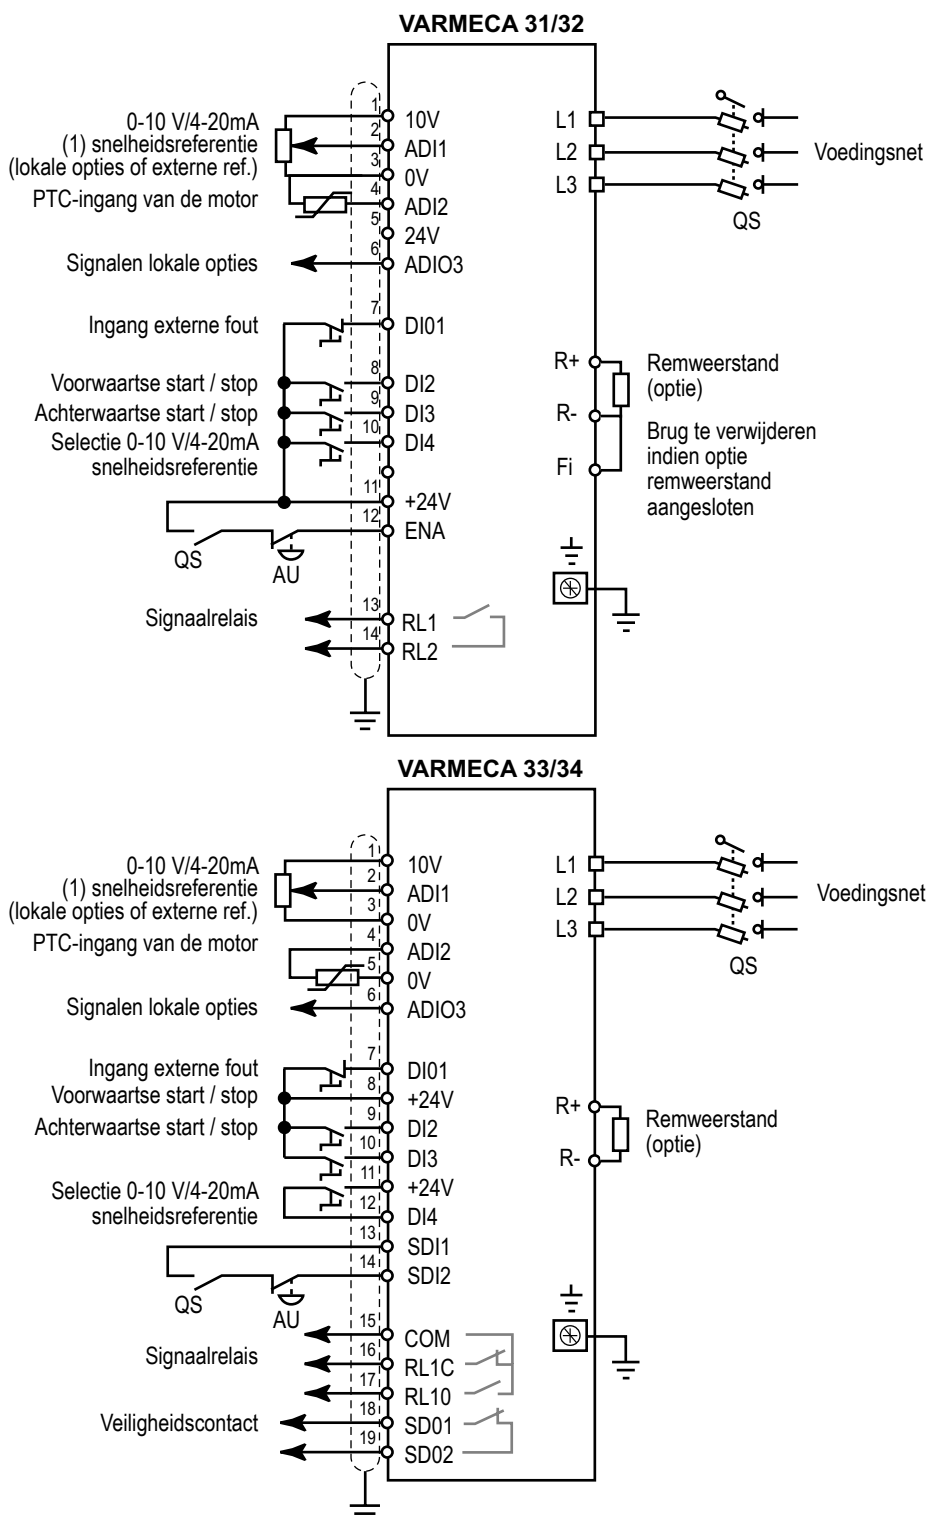 VARMECA 31/32
0-10 V/4-20mA
(1) snelheidsreferentie
(lokale opties of externe ref.)
PTC-ingang van de motor
Signalen lokale opties
Ingang externe fout
Voorwaartse start / stop
Achterwaartse start / stop
Selectie 0-10 V/4-20mA
snelheidsreferentie
QS
AU
Signaalrelais
1 10V
2 ADI1
3 0V
4 ADI2
5 24V
6 ADIO3
7 DI01
8 DI2
9 DI3
10 DI4
11 +24V
12 ENA
13 RL1
14 RL2
L1
L2
L3
QS
Voedingsnet
R+
R-
Fi
Remweerstand
(optie)
Brug te verwijderen
indien optie
remweerstand
aangesloten
VARMECA 33/34
0-10 V/4-20mA
(1) snelheidsreferentie
(lokale opties of externe ref.)
PTC-ingang van de motor
Signalen lokale opties
Ingang externe fout
Voorwaartse start / stop
Achterwaartse start / stop
Selectie 0-10 V/4-20mA
snelheidsreferentie
QS
AU
Signaalrelais
Veiligheidscontact
1 10V
2 ADI1
3 0V
4 ADI2
5 0V
6 ADIO3
7 DI01
8 +24V
9 DI2
10 DI3
11 +24V
12 DI4
13 SDI1
14 SDI2
15 COM
16 RL1C
17 RL10
18 SD01
19 SD02
L1
L2
L3
QS
Voedingsnet
R+
R-
Remweerstand
(optie)